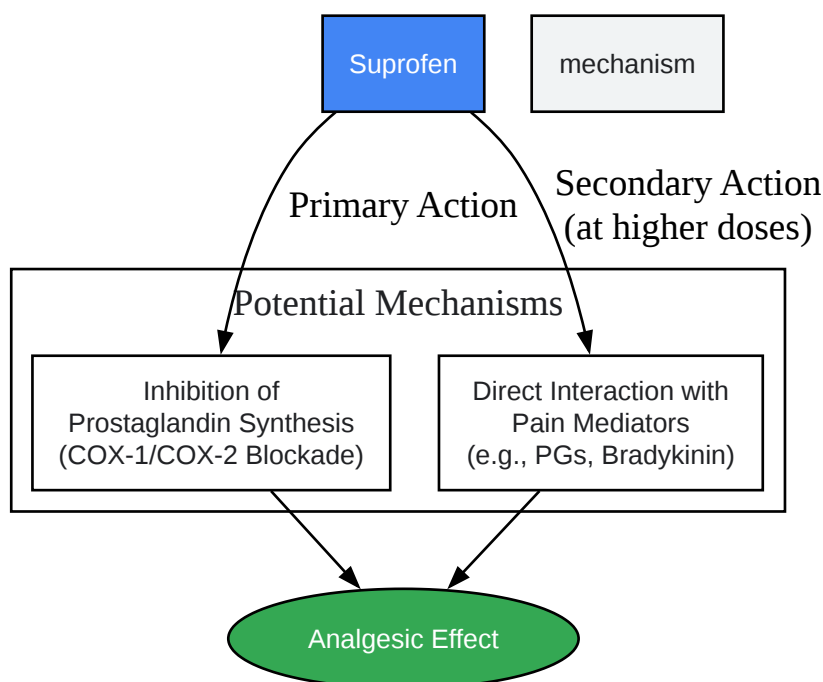 Suprofen
mechanism
Primary Action
Secondary Action
(at higher doses)
Potential Mechanisms
Inhibition of
Prostaglandin Synthesis
(COX-1/COX-2 Blockade)
Direct Interaction with
Pain Mediators
(e.g., PGs, Bradykinin)
Analgesic Effect